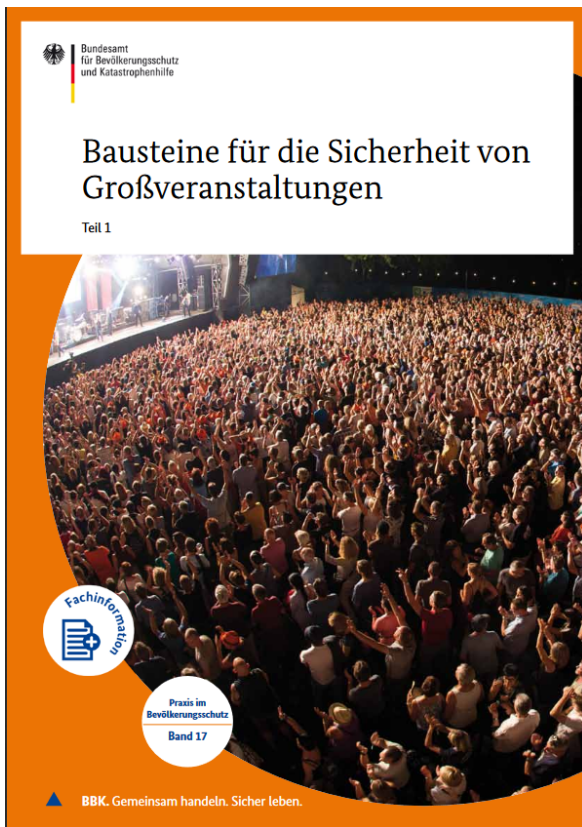 Bundesamt
für Bevölkerungsschutz
und Katastrophenhilfe
Bausteine für die Sicherheit von
Großveranstaltungen
Teil 1
Fachinformation
Praxis im
Bevölkerungsschutz
Band 17
BBK. Gemeinsam handeln. Sicher leben.